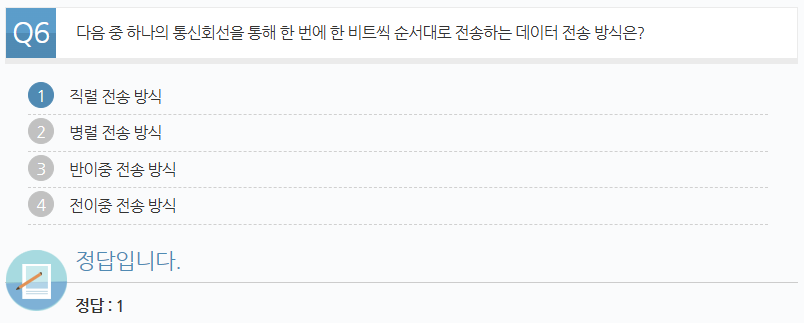 Q6 다음 중 하나의 통신회선을 통해 한 번에 한 비트씩 순서대로 전송하는 데이터 전송 방식은?
1 직렬 전송 방식
2 병렬 전송 방식
3 반이중 전송 방식
4 전이중 전송 방식
정답입니다.
정답 : 1